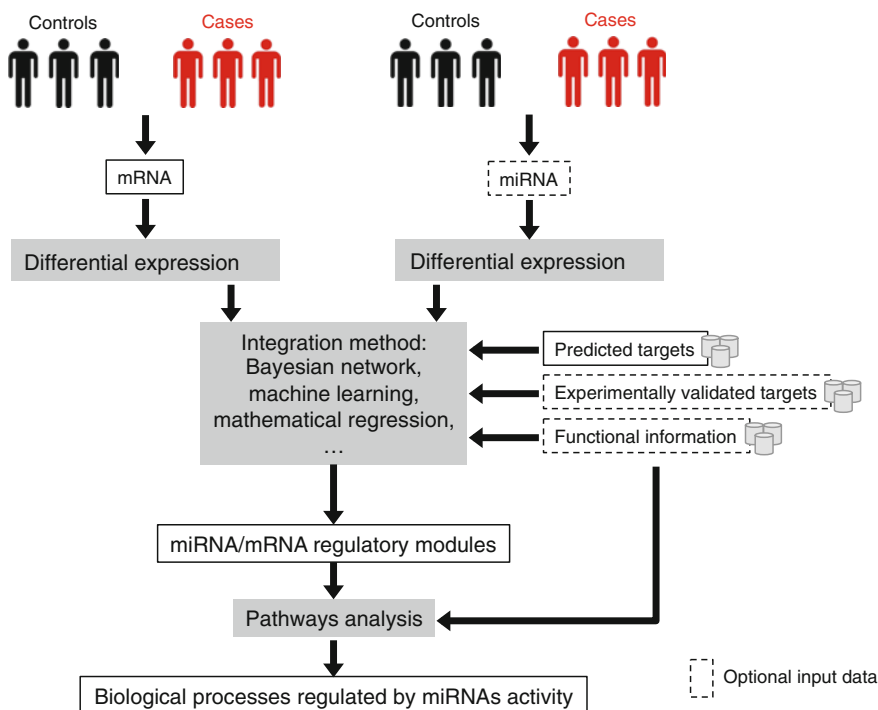 Controls
Cases
Controls
Cases
mRNA
miRNA
Differential expression
Differential expression
Integration method:
Bayesian network,
machine learning,
mathematical regression,
…
Predicted targets
Experimentally validated targets
Functional information
miRNA/mRNA regulatory modules
Pathways analysis
Biological processes regulated by miRNAs activity
Optional input data